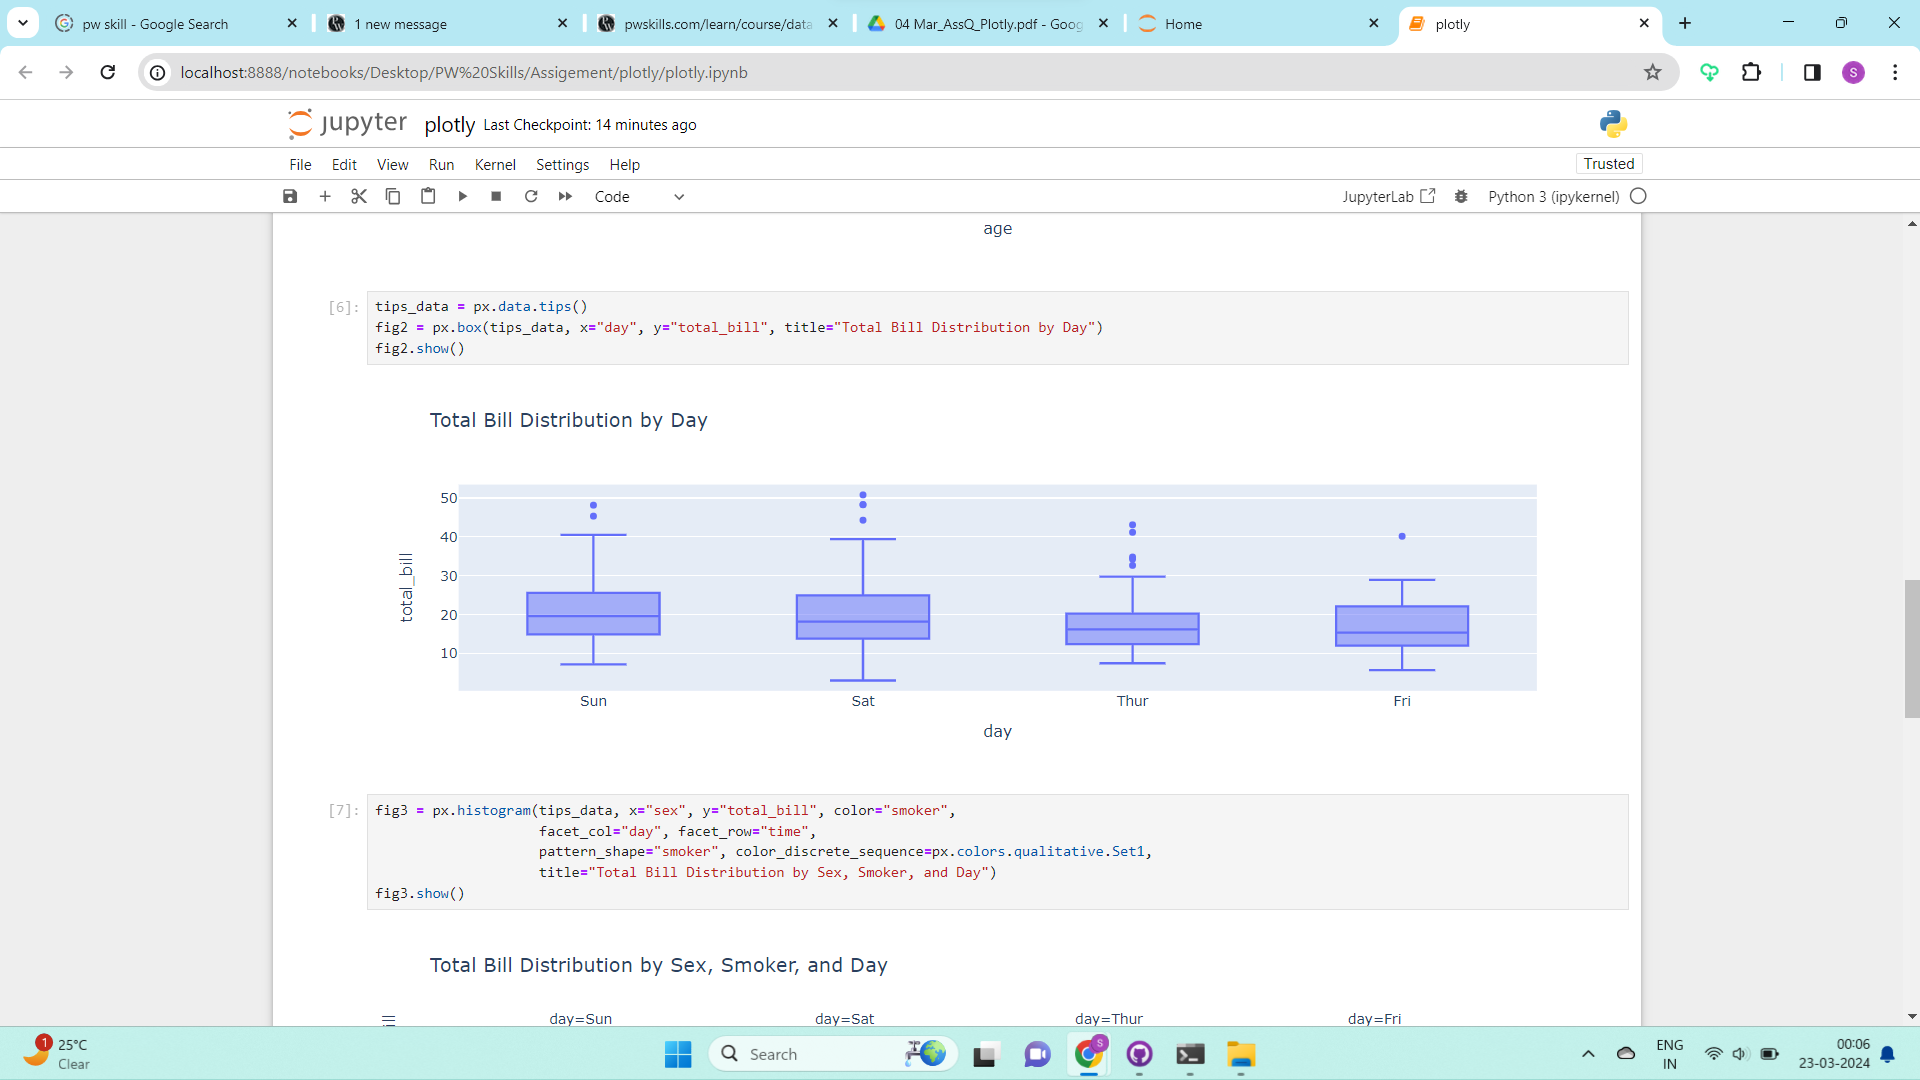 pw skill - Google Search
1 new message
pwskills.com/learn/course/data
04 Mar_AssQ_Plotly.pdf - Goog
Home
plotly
localhost:8888/notebooks/Desktop/PW%20Skills/Assigement/plotly/plotly.ipynb
S
jupyter plotly Last Checkpoint: 14 minutes ago
File Edit View Run Kernel Settings Help
Trusted
Code
JupyterLab
Python 3 (ipykernel)
age
[6]:
tips_data = px.data.tips()
fig2 = px.box(tips_data, x="day", y="total_bill", title="Total Bill Distribution by Day")
fig2.show()
Total Bill Distribution by Day
50
40
30
20
10
total_bill
Sun Sat Thur Fri
day
[7]:
fig3 = px.histogram(tips_data, x="sex", y="total_bill", color="smoker",
facet_col="day", facet_row="time",
pattern_shape="smoker", color_discrete_sequence=px.colors.qualitative.Set1,
title="Total Bill Distribution by Sex, Smoker, and Day")
fig3.show()
Total Bill Distribution by Sex, Smoker, and Day
day=Sun day=Sat day=Thur day=Fri
1
25°C
Clear
Search
S
ENG
IN
00:06
23-03-2024